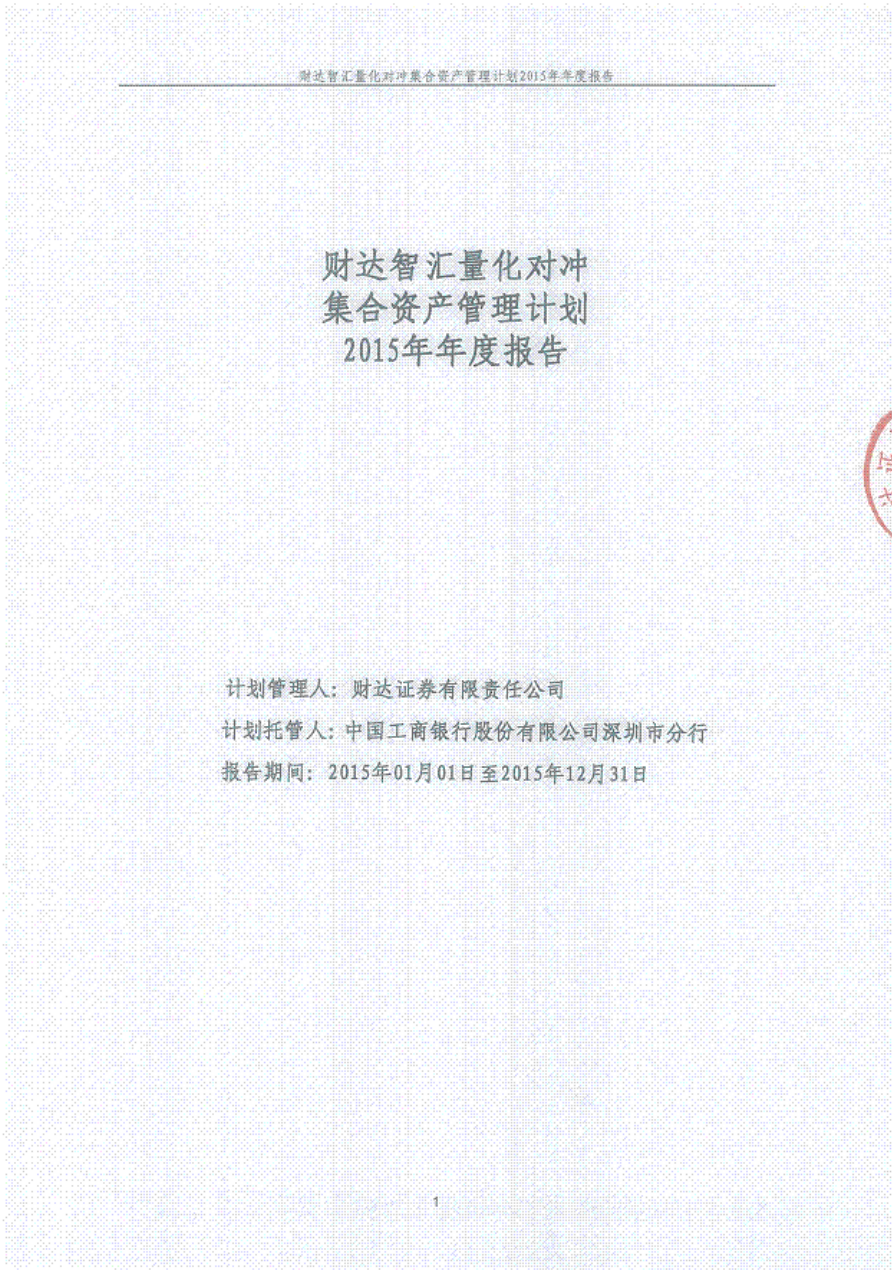 财达智汇量化对冲集合资产管理计划2015年年度报告
财达智汇量化对冲
集合资产管理计划
2015年年度报告
计划管理人：财达证券有限责任公司
计划托管人：中国工商银行股份有限公司深圳市分行
报告期间：2015年01月01日至2015年12月31日
1